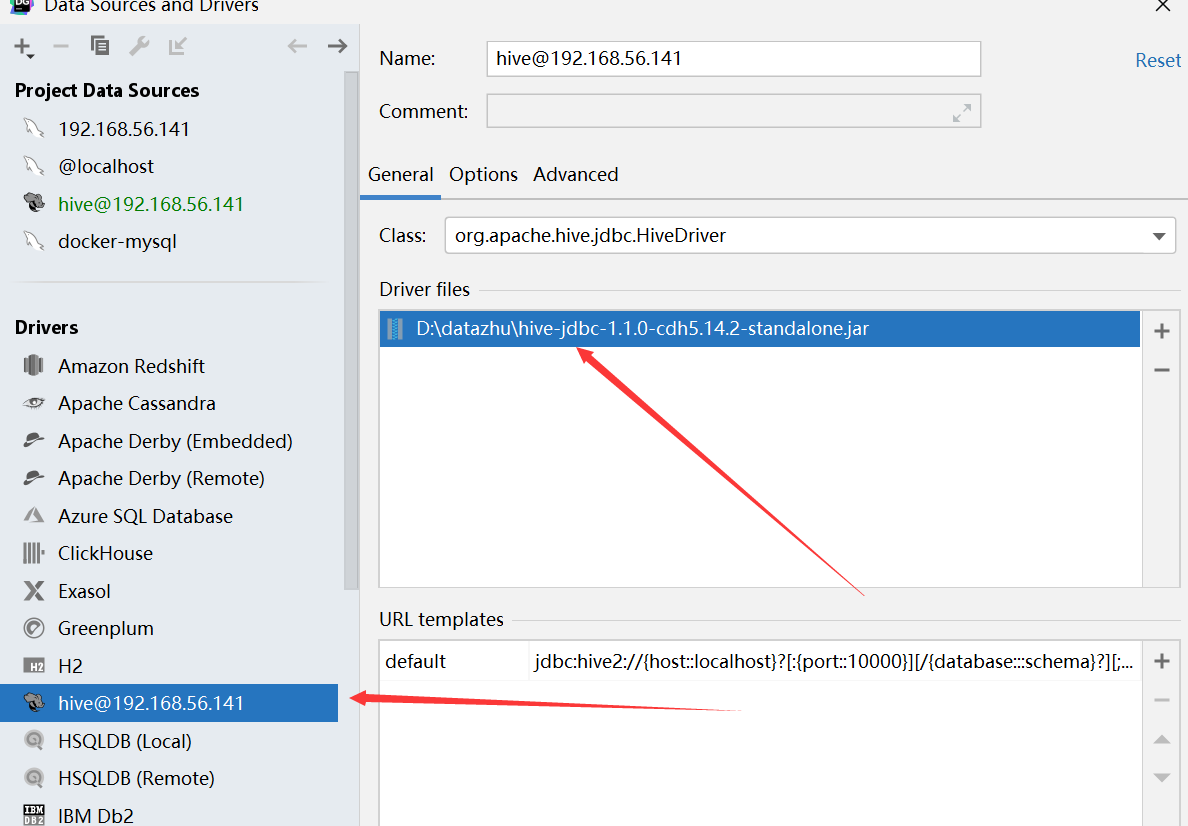 DG
Data Sources and Drivers
Project Data Sources
192.168.56.141
@localhost
hive@192.168.56.141
docker-mysql
Drivers
Amazon Redshift
Apache Cassandra
Apache Derby (Embedded)
Apache Derby (Remote)
Azure SQL Database
ClickHouse
Exasol
Greenplum
H2 H2
hive@192.168.56.141
HSQLDB (Local)
HSQLDB (Remote)
IBM DB2 IBM Db2
Name: hive@192.168.56.141 Reset
Comment:
General Options Advanced
Class: org.apache.hive.jdbc.HiveDriver
Driver files
D:\datazhu\hive-jdbc-1.1.0-cdh5.14.2-standalone.jar
URL templates
default jdbc:hive2://{host::localhost}?[:{port::10000}][/{database:::schema}?][;...